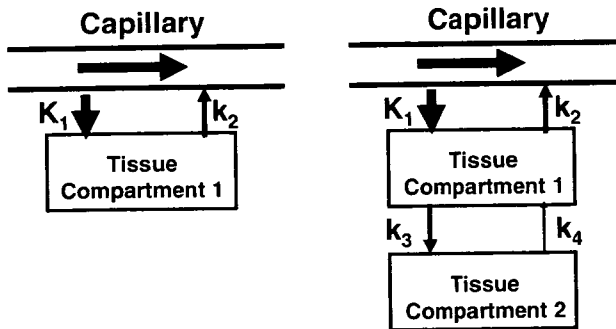 Capillary
K1
k2
Tissue
Compartment 1
Capillary
K1
k2
Tissue
Compartment 1
k3
k4
Tissue
Compartment 2